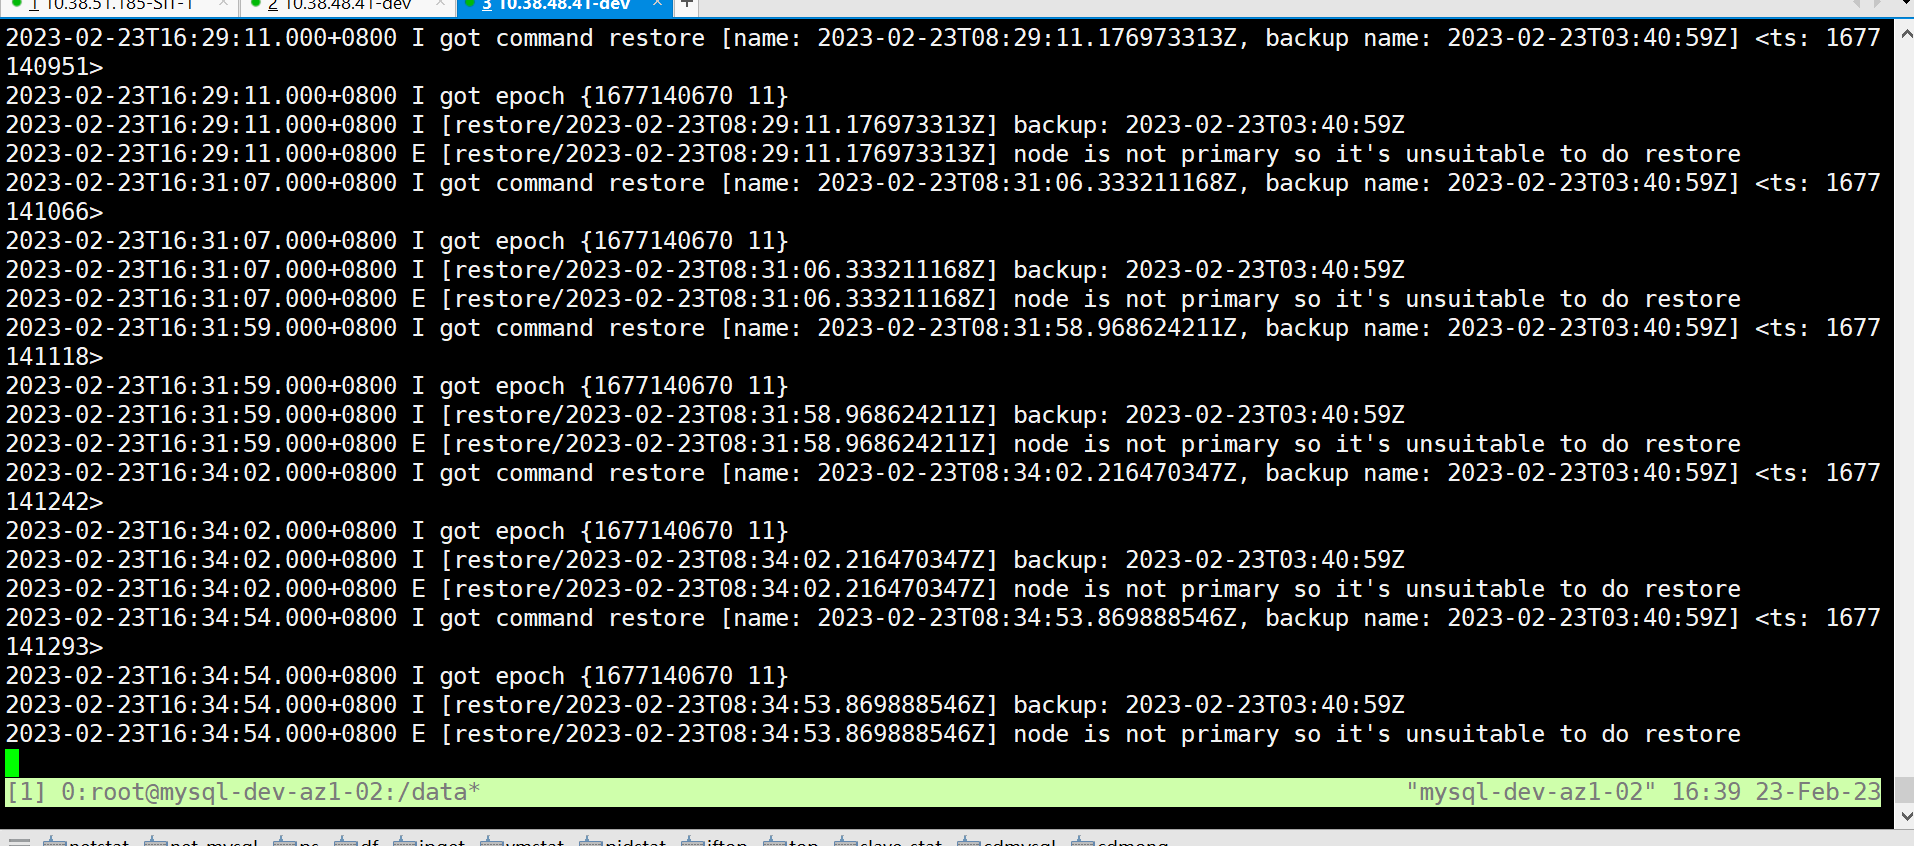 1 10.38.51.185-SIT-1 × 2 10.38.48.41-dev × 3 10.38.48.41-dev × +
2023-02-23T16:29:11.000+0800 I got command restore [name: 2023-02-23T08:29:11.176973313Z, backup name: 2023-02-23T03:40:59Z] <ts: 1677
140951>
2023-02-23T16:29:11.000+0800 I got epoch {1677140670 11}
2023-02-23T16:29:11.000+0800 I [restore/2023-02-23T08:29:11.176973313Z] backup: 2023-02-23T03:40:59Z
2023-02-23T16:29:11.000+0800 E [restore/2023-02-23T08:29:11.176973313Z] node is not primary so it's unsuitable to do restore
2023-02-23T16:31:07.000+0800 I got command restore [name: 2023-02-23T08:31:06.333211168Z, backup name: 2023-02-23T03:40:59Z] <ts: 1677
141066>
2023-02-23T16:31:07.000+0800 I got epoch {1677140670 11}
2023-02-23T16:31:07.000+0800 I [restore/2023-02-23T08:31:06.333211168Z] backup: 2023-02-23T03:40:59Z
2023-02-23T16:31:07.000+0800 E [restore/2023-02-23T08:31:06.333211168Z] node is not primary so it's unsuitable to do restore
2023-02-23T16:31:59.000+0800 I got command restore [name: 2023-02-23T08:31:58.968624211Z, backup name: 2023-02-23T03:40:59Z] <ts: 1677
141118>
2023-02-23T16:31:59.000+0800 I got epoch {1677140670 11}
2023-02-23T16:31:59.000+0800 I [restore/2023-02-23T08:31:58.968624211Z] backup: 2023-02-23T03:40:59Z
2023-02-23T16:31:59.000+0800 E [restore/2023-02-23T08:31:58.968624211Z] node is not primary so it's unsuitable to do restore
2023-02-23T16:34:02.000+0800 I got command restore [name: 2023-02-23T08:34:02.216470347Z, backup name: 2023-02-23T03:40:59Z] <ts: 1677
141242>
2023-02-23T16:34:02.000+0800 I got epoch {1677140670 11}
2023-02-23T16:34:02.000+0800 I [restore/2023-02-23T08:34:02.216470347Z] backup: 2023-02-23T03:40:59Z
2023-02-23T16:34:02.000+0800 E [restore/2023-02-23T08:34:02.216470347Z] node is not primary so it's unsuitable to do restore
2023-02-23T16:34:54.000+0800 I got command restore [name: 2023-02-23T08:34:53.869888546Z, backup name: 2023-02-23T03:40:59Z] <ts: 1677
141293>
2023-02-23T16:34:54.000+0800 I got epoch {1677140670 11}
2023-02-23T16:34:54.000+0800 I [restore/2023-02-23T08:34:53.869888546Z] backup: 2023-02-23T03:40:59Z
2023-02-23T16:34:54.000+0800 E [restore/2023-02-23T08:34:53.869888546Z] node is not primary so it's unsuitable to do restore
[1] 0:root@mysql-dev-az1-02:/data* "mysql-dev-az1-02" 16:39 23-Feb-23
netstat net_mysql ps df inget vmstat pidstat iftop top slave_stat cdmysql cdmong